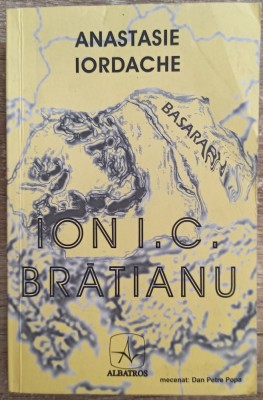 ANASTASIE
IORDACHE
BASARABIA
ION I. C.
BRĂTIANU
ALBATROS
mecenat: Dan Petre Popa